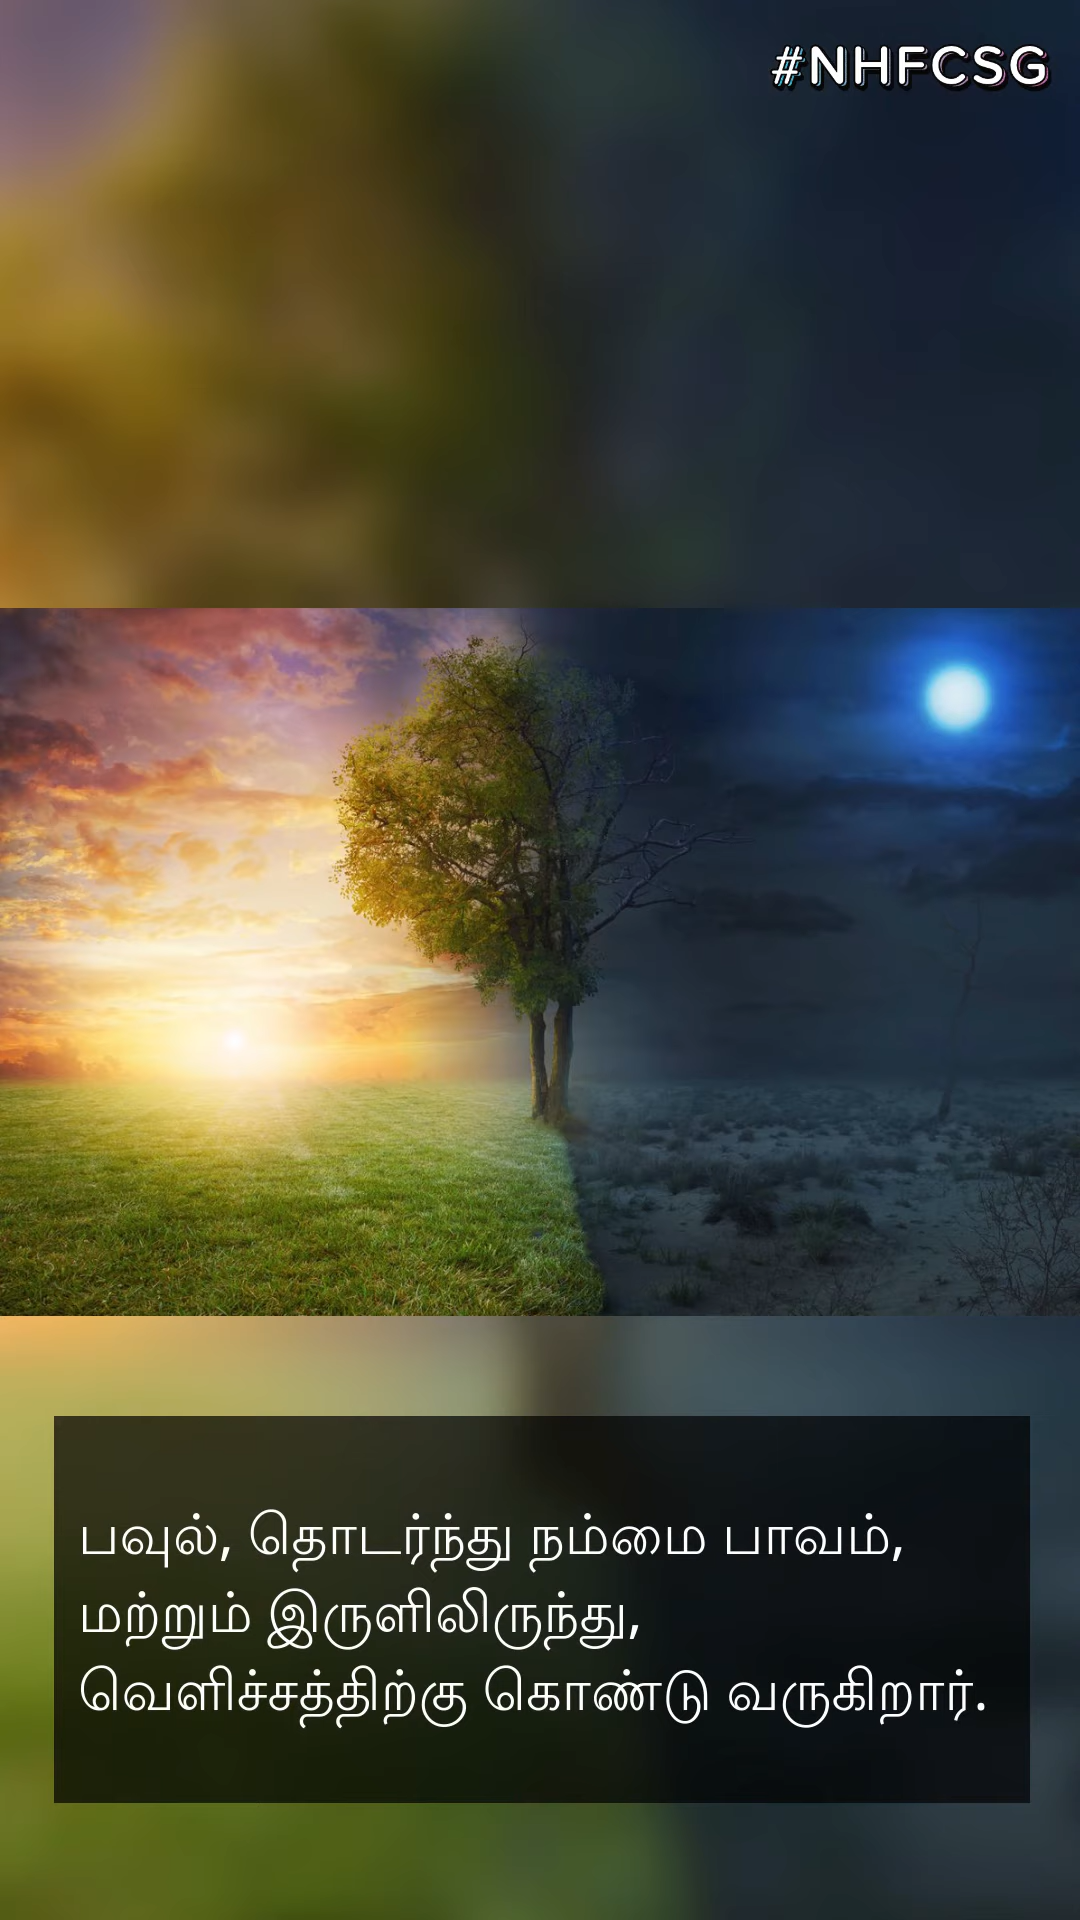 #NHFCSG
பவுல், தொடர்ந்து நம்மை பாவம்,
மற்றும் இருளிலிருந்து,
வெளிச்சத்திற்கு கொண்டு வருகிறார்.